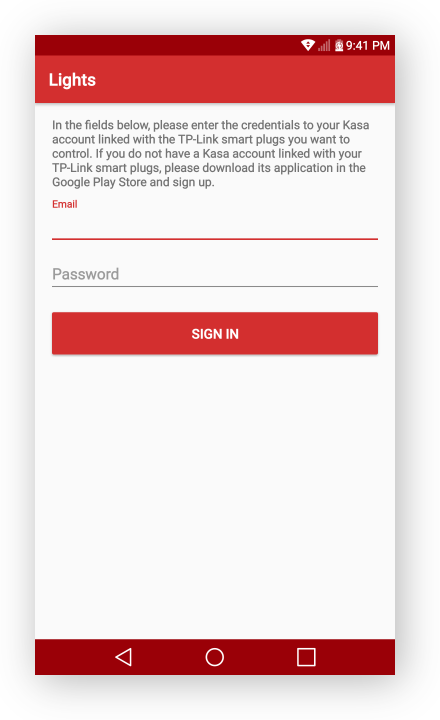 9:41 PM
Lights
In the fields below, please enter the credentials to your Kasa
account linked with the TP-Link smart plugs you want to
control. If you do not have a Kasa account linked with your
TP-Link smart plugs, please download its application in the
Google Play Store and sign up.
Email
Password
SIGN IN